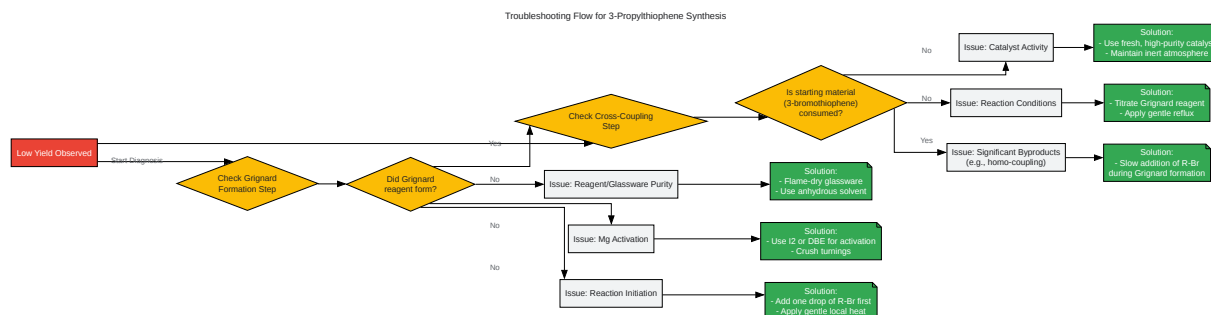 Troubleshooting Flow for 3-Propylthiophene Synthesis
Low Yield Observed
Start Diagnosis
Check Grignard
Formation Step
Did Grignard
reagent form?
Yes
Check Cross-Coupling
Step
Is starting material
(3-bromothiophene)
consumed?
No
Issue: Catalyst Activity
Solution:
- Use fresh, high-purity catalys
- Maintain inert atmosphere
No
Issue: Reaction Conditions
Solution:
- Titrate Grignard reagent
- Apply gentle reflux
Yes
Issue: Significant Byproducts
(e.g., homo-coupling)
Solution:
- Slow addition of R-Br
during Grignard formation
No
Issue: Reagent/Glassware Purity
Solution:
- Flame-dry glassware
- Use anhydrous solvent
No
Issue: Mg Activation
Solution:
- Use I2 or DBE for activation
- Crush turnings
No
Issue: Reaction Initiation
Solution:
- Add one drop of R-Br first
- Apply gentle local heat